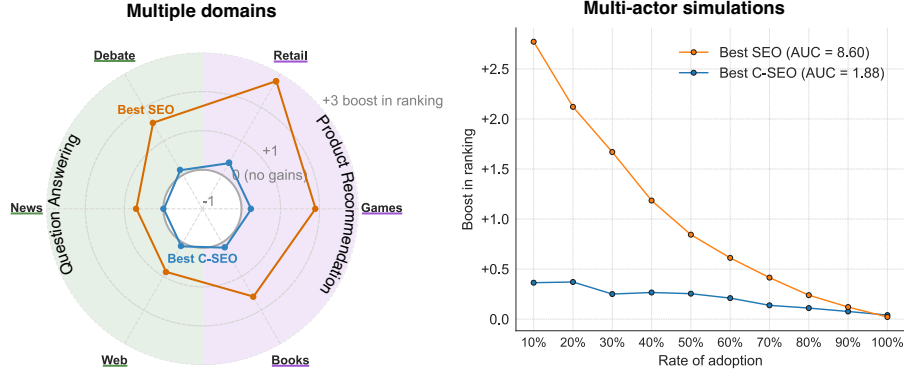 Multiple domains
Debate
Retail
Best SEO
+3 boost in ranking
+1
0 (no gains)
-1
Question Answering
Product Recommendation
News
Games
Best C-SEO
Web
Books
Multi-actor simulations
Best SEO (AUC = 8.60)
Best C-SEO (AUC = 1.88)
Boost in ranking
+2.5
+2.0
+1.5
+1.0
+0.5
0.0
10% 20% 30% 40% 50% 60% 70% 80% 90% 100%
Rate of adoption